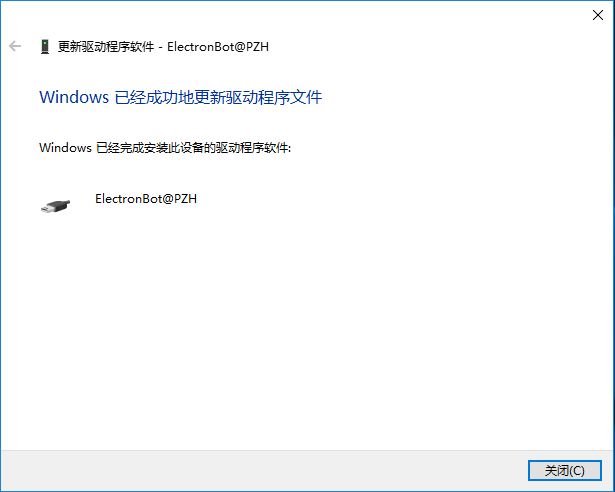 更新驱动程序软件 - ElectronBot@PZH
Windows 已经成功地更新驱动程序文件
Windows 已经完成安装此设备的驱动程序软件:
ElectronBot@PZH
关闭(C)